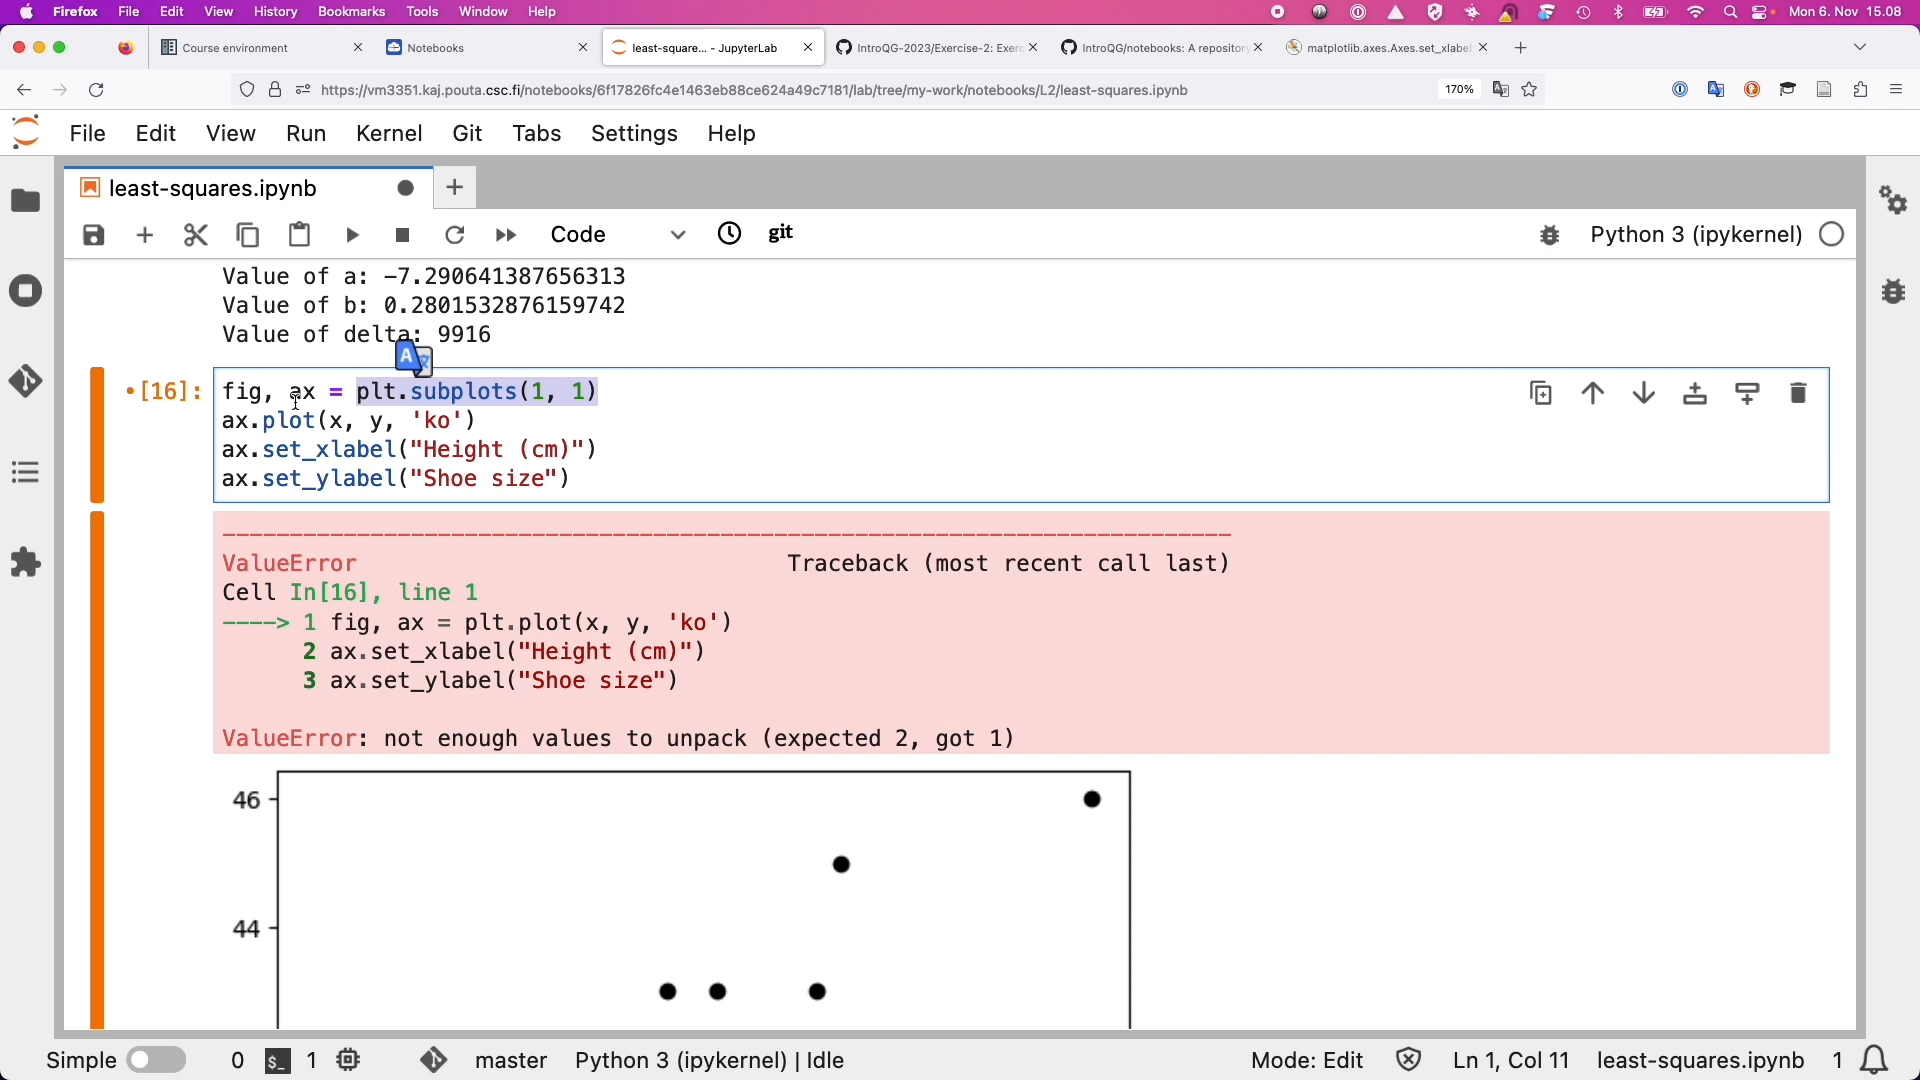 Firefox File Edit View History Bookmarks Tools Window Help Mon 6. Nov 15.08
Course environment Notebooks least-square... - JupyterLab IntroQG-2023/Exercise-2: Exerc IntroQG/notebooks: A repository matplotlib.axes.Axes.set_xlabel
https://vm3351.kaj.pouta.csc.fi/notebooks/6f17826fc4e1463eb88ce624a49c7181/lab/tree/my-work/notebooks/L2/least-squares.ipynb 170%
File Edit View Run Kernel Git Tabs Settings Help
least-squares.ipynb
Code git Python 3 (ipykernel)
Value of a: -7.290641387656313
Value of b: 0.2801532876159742
Value of delta: 9916
[16]: fig, ax = plt.subplots(1, 1)
ax.plot(x, y, 'ko')
ax.set_xlabel("Height (cm)")
ax.set_ylabel("Shoe size")
ValueError Traceback (most recent call last)
Cell In[16], line 1
----> 1 fig, ax = plt.plot(x, y, 'ko')
2 ax.set_xlabel("Height (cm)")
3 ax.set_ylabel("Shoe size")
ValueError: not enough values to unpack (expected 2, got 1)
46
44
Simple 0 $_ 1 master Python 3 (ipykernel) | Idle Mode: Edit Ln 1, Col 11 least-squares.ipynb 1